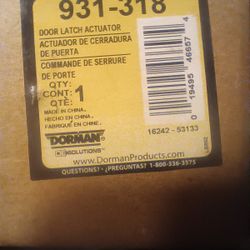 931-318
DOOR LATCH ACTUATOR
ACTUADOR DE CERRADURA
DE PUERTA
COMMANDE DE SERRURE
DE PORTE
QTY:
CONT: 1
QTÉ:
MADE IN CHINA
HECHO EN CHINA
FABRIQUÉ EN CHINE
DORMAN
SOLUTIONS
0 19495 46657 4
16242 - 53133
www.DormanProducts.com
QUESTIONS? • ¿PREGUNTAS? 1-800-336-3575